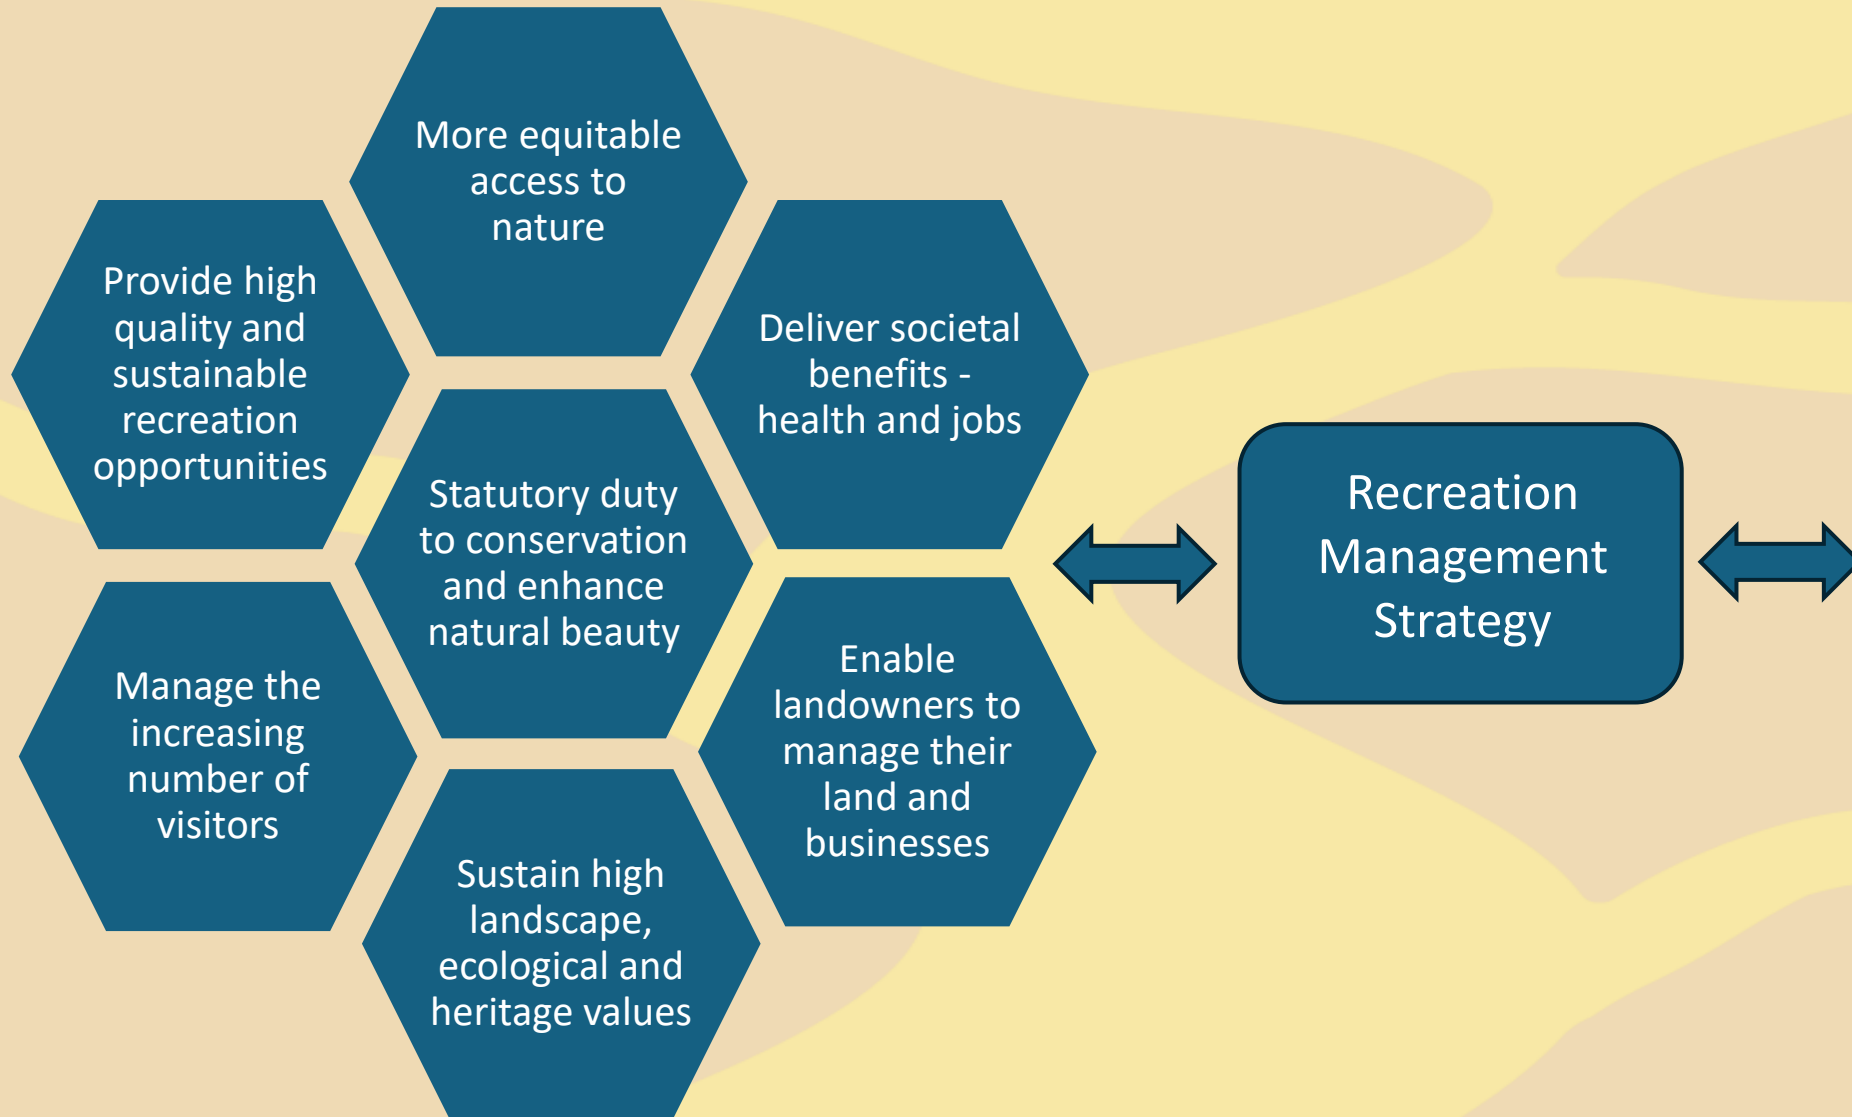 More equitable
access to
nature
Provide high
quality and
sustainable
recreation
opportunities
Deliver societal
benefits -
health and jobs
Statutory duty
to conservation
and enhance
natural beauty
Manage the
increasing
number of
visitors
Enable
landowners to
manage their
land and
businesses
Sustain high
landscape,
ecological and
heritage values
Recreation
Management
Strategy